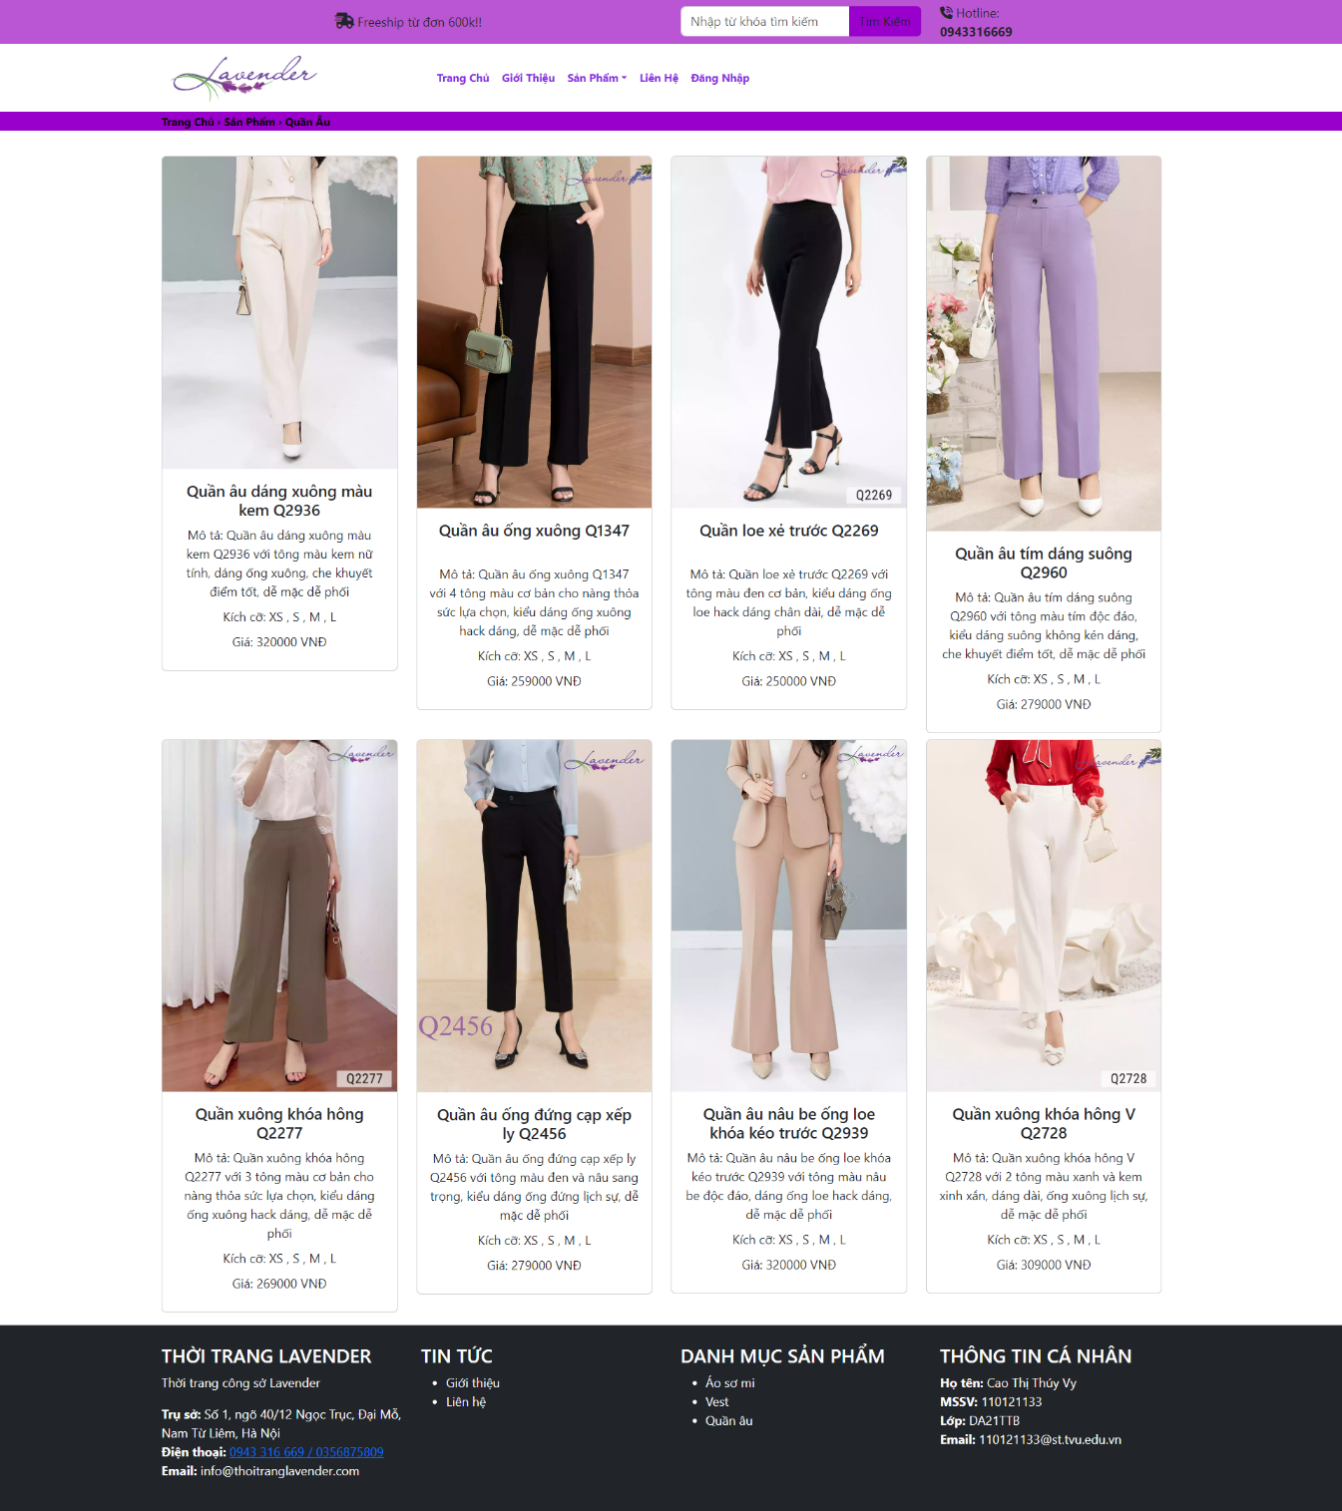 Freeship từ đơn 600k!!
Nhập từ khóa tìm kiếm
Tìm Kiếm
Hotline:
0943316669
Lavender
Trang Chủ
Giới Thiệu
Sản Phẩm
Liên Hệ
Đăng Nhập
Trang Chủ › Sản Phẩm › Quần Âu
Lavender
Lavender
Q2269
Quần âu dáng xuông màu
kem Q2936
Mô tả: Quần âu dáng xuông màu
kem Q2936 với tông màu kem nữ
tính, dáng ống xuông, che khuyết
điểm tốt, dễ mặc dễ phối
Kích cỡ: XS , S , M , L
Giá: 320000 VNĐ
Quần âu ống xuông Q1347
Mô tả: Quần âu ống xuông Q1347
với 4 tông màu cơ bản cho nàng thỏa
sức lựa chọn, kiểu dáng ống xuông
hack dáng, dễ mặc dễ phối
Kích cỡ: XS , S , M , L
Giá: 259000 VNĐ
Quần loe xẻ trước Q2269
Mô tả: Quần loe xẻ trước Q2269 với
tông màu đen cơ bản, kiểu dáng ống
loe hack dáng chân dài, dễ mặc dễ
phối
Kích cỡ: XS , S , M , L
Giá: 250000 VNĐ
Quần âu tím dáng suông
Q2960
Mô tả: Quần âu tím dáng suông
Q2960 với tông màu tím độc đáo,
kiểu dáng suông không kén dáng,
che khuyết điểm tốt, dễ mặc dễ phối
Kích cỡ: XS , S , M , L
Giá: 279000 VNĐ
Lavender
Q2277
Lavender
Q2456
Lavender
Lavender
Q2728
Quần xuông khóa hông
Q2277
Mô tả: Quần xuông khóa hông
Q2277 với 3 tông màu cơ bản cho
nàng thỏa sức lựa chọn, kiểu dáng
ống xuông hack dáng, dễ mặc dễ
phối
Kích cỡ: XS , S , M , L
Giá: 269000 VNĐ
Quần âu ống đứng cạp xếp
ly Q2456
Mô tả: Quần âu ống đứng cạp xếp ly
Q2456 với tông màu đen và nâu sang
trọng, kiểu dáng ống đứng lịch sự, dễ
mặc dễ phối
Kích cỡ: XS , S , M , L
Giá: 279000 VNĐ
Quần âu nâu be ống loe
khóa kéo trước Q2939
Mô tả: Quần âu nâu be ống loe khóa
kéo trước Q2939 với tông màu nâu
be độc đáo, dáng ống loe hack dáng,
dễ mặc dễ phối
Kích cỡ: XS , S , M , L
Giá: 320000 VNĐ
Quần xuông khóa hông V
Q2728
Mô tả: Quần xuông khóa hông V
Q2728 với 2 tông màu xanh và kem
xinh xắn, dáng dài, ống xuông lịch sự,
dễ mặc dễ phối
Kích cỡ: XS , S , M , L
Giá: 309000 VNĐ
THỜI TRANG LAVENDER
Thời trang công sở Lavender
Trụ sở: Số 1, ngõ 40/12 Ngọc Trục, Đại Mỗ,
Nam Từ Liêm, Hà Nội
Điện thoại: 0943 316 669 / 0356875809
Email: info@thoitranglavender.com
TIN TỨC
Giới thiệu
Liên hệ
DANH MỤC SẢN PHẨM
Áo sơ mi
Vest
Quần âu
THÔNG TIN CÁ NHÂN
Họ tên: Cao Thị Thúy Vy
MSSV: 110121133
Lớp: DA21TTB
Email: 110121133@st.tvu.edu.vn